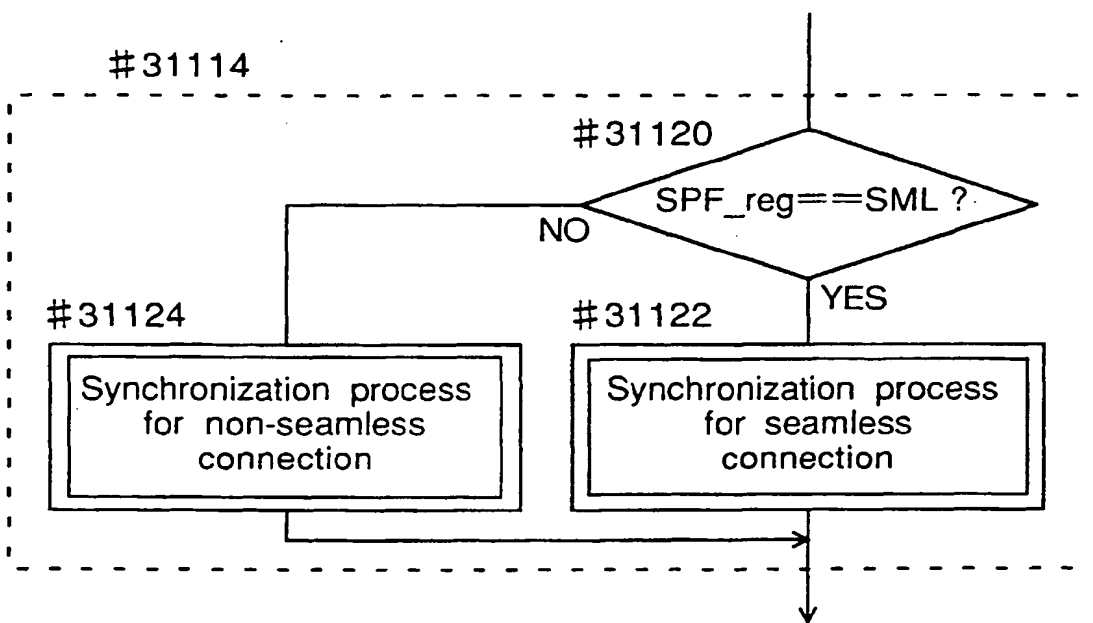 #31114
#31120
SPF_reg==SML ?
NO
YES
#31124
Synchronization process
for non-seamless
connection
#31122
Synchronization process
for seamless
connection